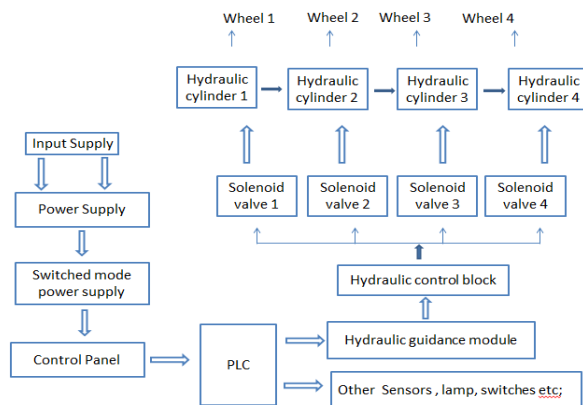 Wheel 1
Wheel 2
Wheel 3
Wheel 4
Hydraulic
cylinder 1
Hydraulic
cylinder 2
Hydraulic
cylinder 3
Hydraulic
cylinder 4
Input Supply
Solenoid
valve 1
Solenoid
valve 2
Solenoid
valve 3
Solenoid
valve 4
Power Supply
Switched mode
power supply
Hydraulic control block
Control Panel
PLC
Hydraulic guidance module
Other Sensors , lamp, switches etc;